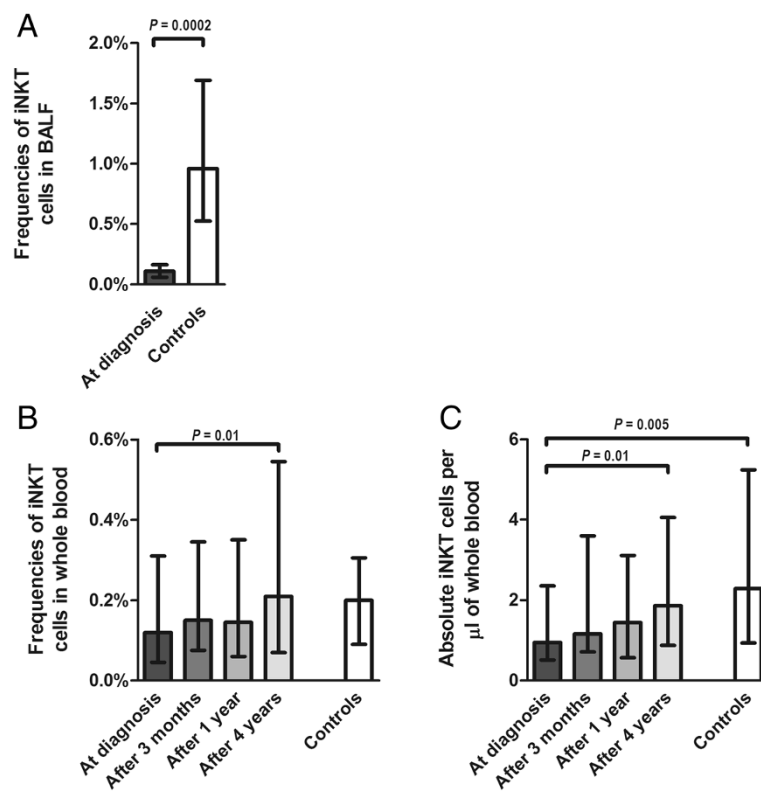 A
P = 0.0002
Frequencies of iNKT
cells in BALF
2.0%
1.5%
1.0%
0.5%
0.0%
At diagnosis
Controls
B
P = 0.01
Frequencies of iNKT
cells in whole blood
0.6%
0.4%
0.2%
0.0%
At diagnosis
After 3 months
After 1 year
After 4 years
Controls
C
P = 0.005
P = 0.01
Absolute iNKT cells per
µl of whole blood
6
4
2
0
At diagnosis
After 3 months
After 1 year
After 4 years
Controls